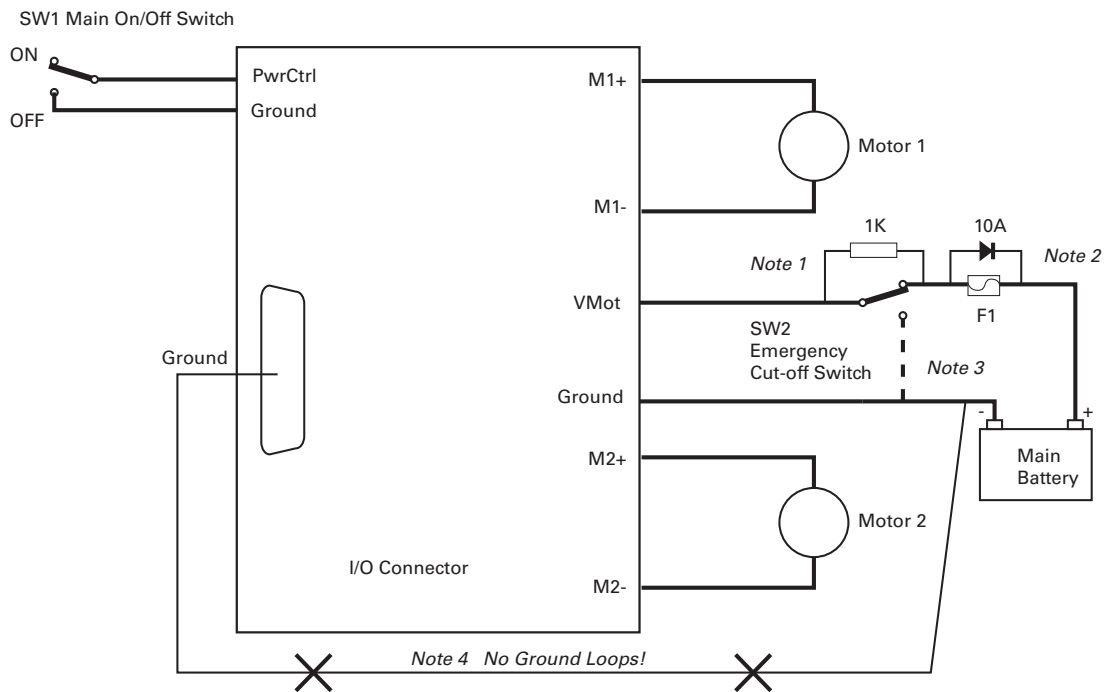 SW1 Main On/Off Switch
ON
OFF
PwrCtrl
Ground
M1+
M1-
Motor 1
1K
10A
Note 1
Note 2
VMot
F1
SW2
Emergency
Cut-off Switch
Note 3
Ground
Ground
-
+
Main
Battery
M2+
Motor 2
M2-
I/O Connector
Note 4 No Ground Loops!